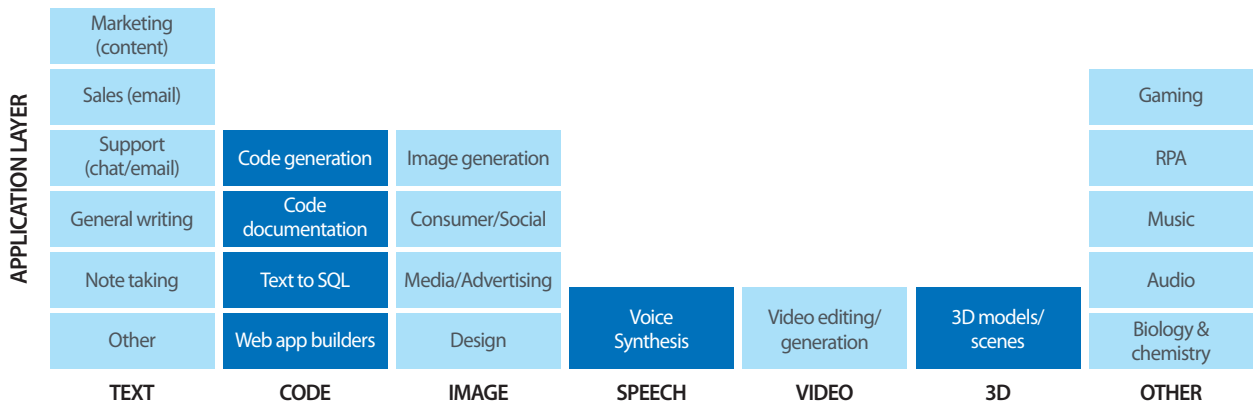 APPLICATION LAYER
Marketing
(content)
Sales (email)
Gaming
Support
(chat/email)
Code generation
Image generation
RPA
General writing
Code
documentation
Consumer/Social
Music
Note taking
Text to SQL
Media/Advertising
Audio
Other
Web app builders
Design
Voice
Synthesis
Video editing/
generation
3D models/
scenes
Biology &
chemistry
TEXT
CODE
IMAGE
SPEECH
VIDEO
3D
OTHER